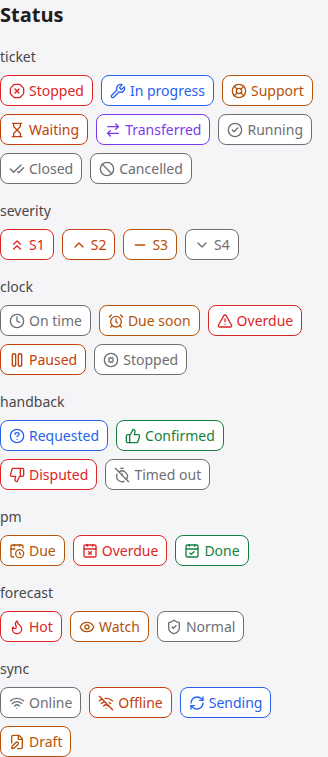 Status
ticket
Stopped In progress Support
Waiting Transferred Running
Closed Cancelled
severity
S1 S2 S3 S4
clock
On time Due soon Overdue
Paused Stopped
handback
Requested Confirmed
Disputed Timed out
pm
Due Overdue Done
forecast
Hot Watch Normal
sync
Online Offline Sending
Draft